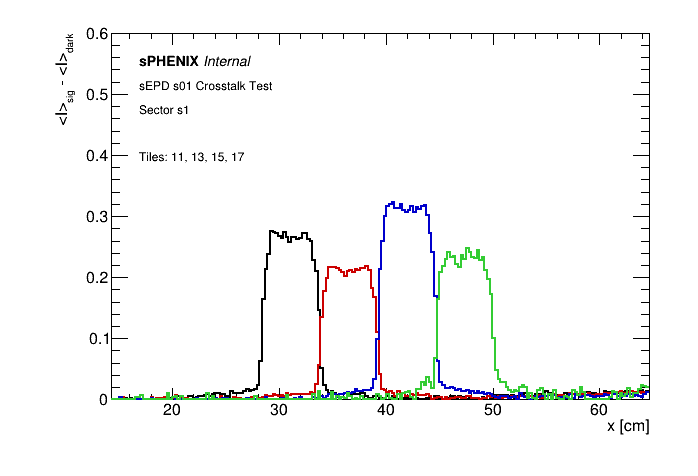 0.6
0.5
0.4
0.3
0.2
0.1
0
<I>sig - <I>dark
sPHENIX Internal
sEPD s01 Crosstalk Test
Sector s1
Tiles: 11, 13, 15, 17
20 30 40 50 60
x [cm]